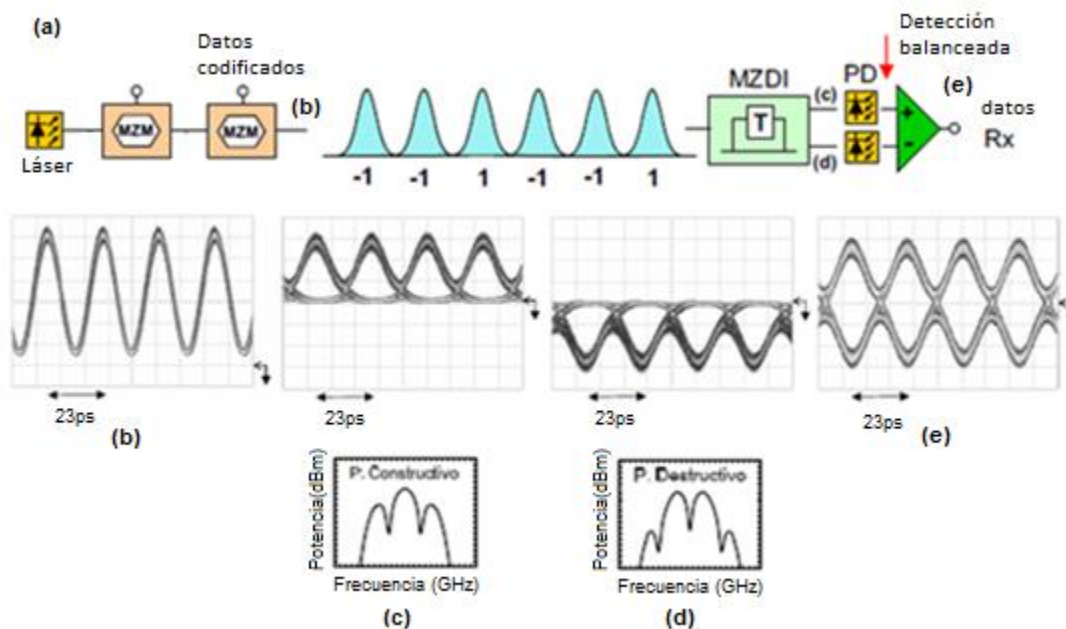 (a)
Datos
codificados
Detección
balanceada
MZM
MZM
(b)
Láser
-1 -1 1 -1 -1 1
MZDI
T
(c)
(d)
PD
+
-
(e)
datos
Rx
23ps
(b)
23ps
23ps
23ps
(e)
P. Constructivo
Potencia(dBm)
Frecuencia (GHz)
(c)
P. Destructivo
Potencia(dBm)
Frecuencia (GHz)
(d)